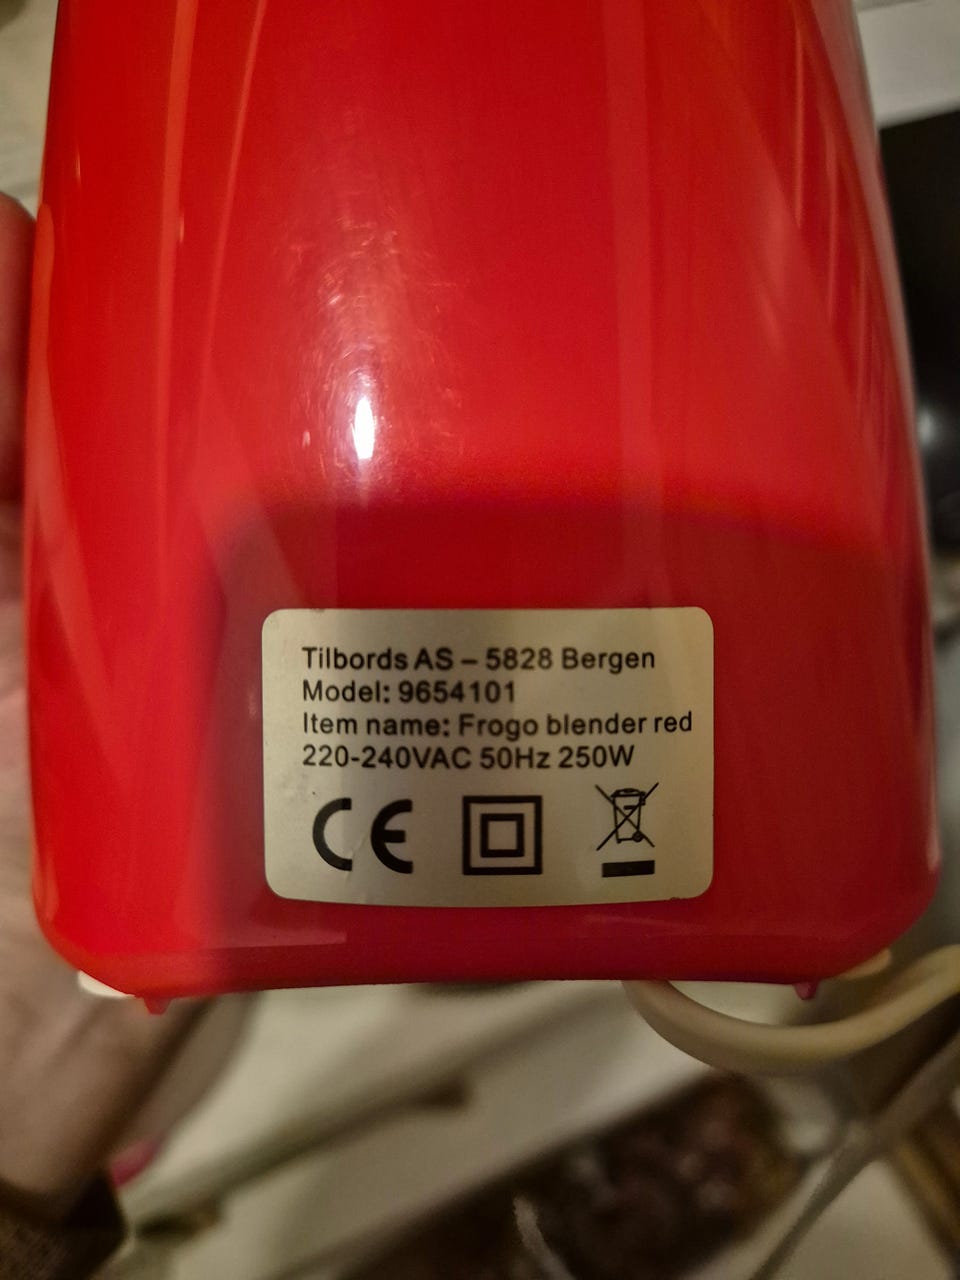 Tilbords AS – 5828 Bergen
Model: 9654101
Item name: Frogo blender red
220-240VAC 50Hz 250W
CE